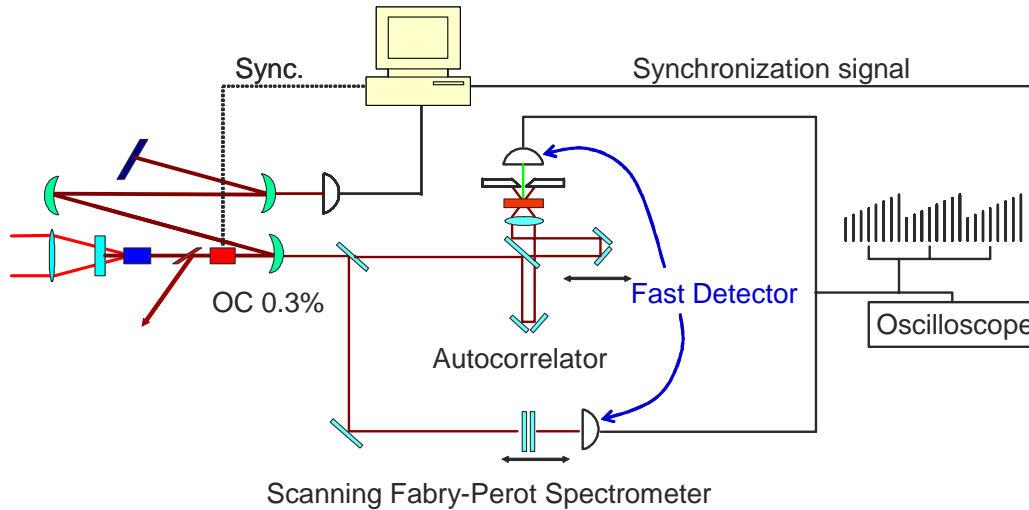 Sync.
Synchronization signal
OC 0.3%
Fast Detector
Oscilloscope
Autocorrelator
Scanning Fabry-Perot Spectrometer